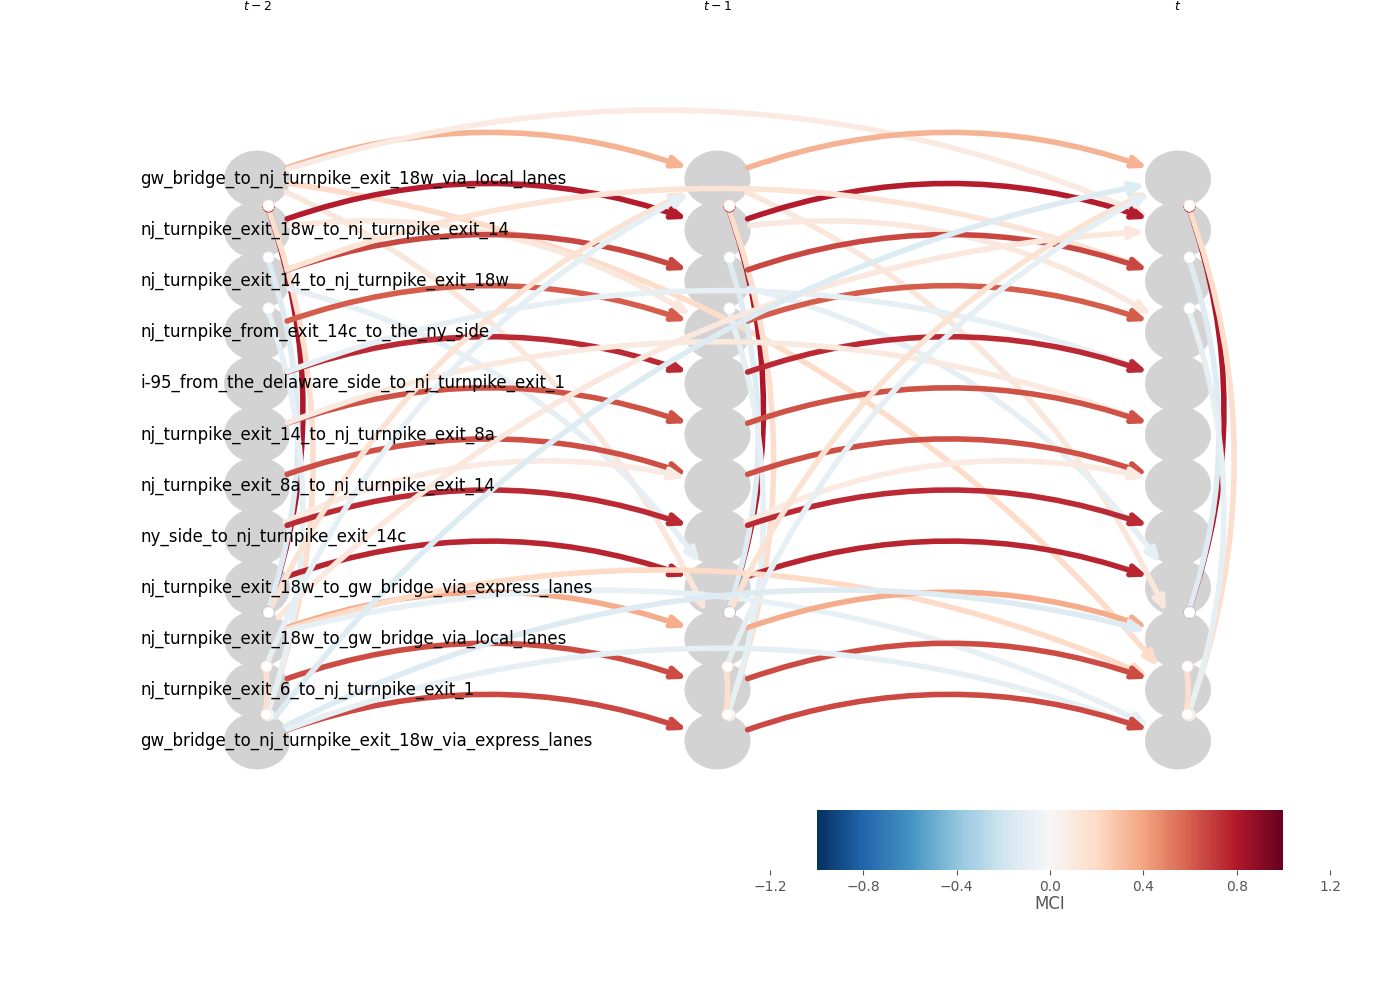 t − 2 t − 1 t
gw_bridge_to_nj_turnpike_exit_18w_via_local_lanes
nj_turnpike_exit_18w_to_nj_turnpike_exit_14
nj_turnpike_exit_14_to_nj_turnpike_exit_18w
nj_turnpike_from_exit_14c_to_the_ny_side
i-95_from_the_delaware_side_to_nj_turnpike_exit_1
nj_turnpike_exit_14_to_nj_turnpike_exit_8a
nj_turnpike_exit_8a_to_nj_turnpike_exit_14
ny_side_to_nj_turnpike_exit_14c
nj_turnpike_exit_18w_to_gw_bridge_via_express_lanes
nj_turnpike_exit_18w_to_gw_bridge_via_local_lanes
nj_turnpike_exit_6_to_nj_turnpike_exit_1
gw_bridge_to_nj_turnpike_exit_18w_via_express_lanes
−1.2 −0.8 −0.4 0.0 0.4 0.8 1.2
MCI